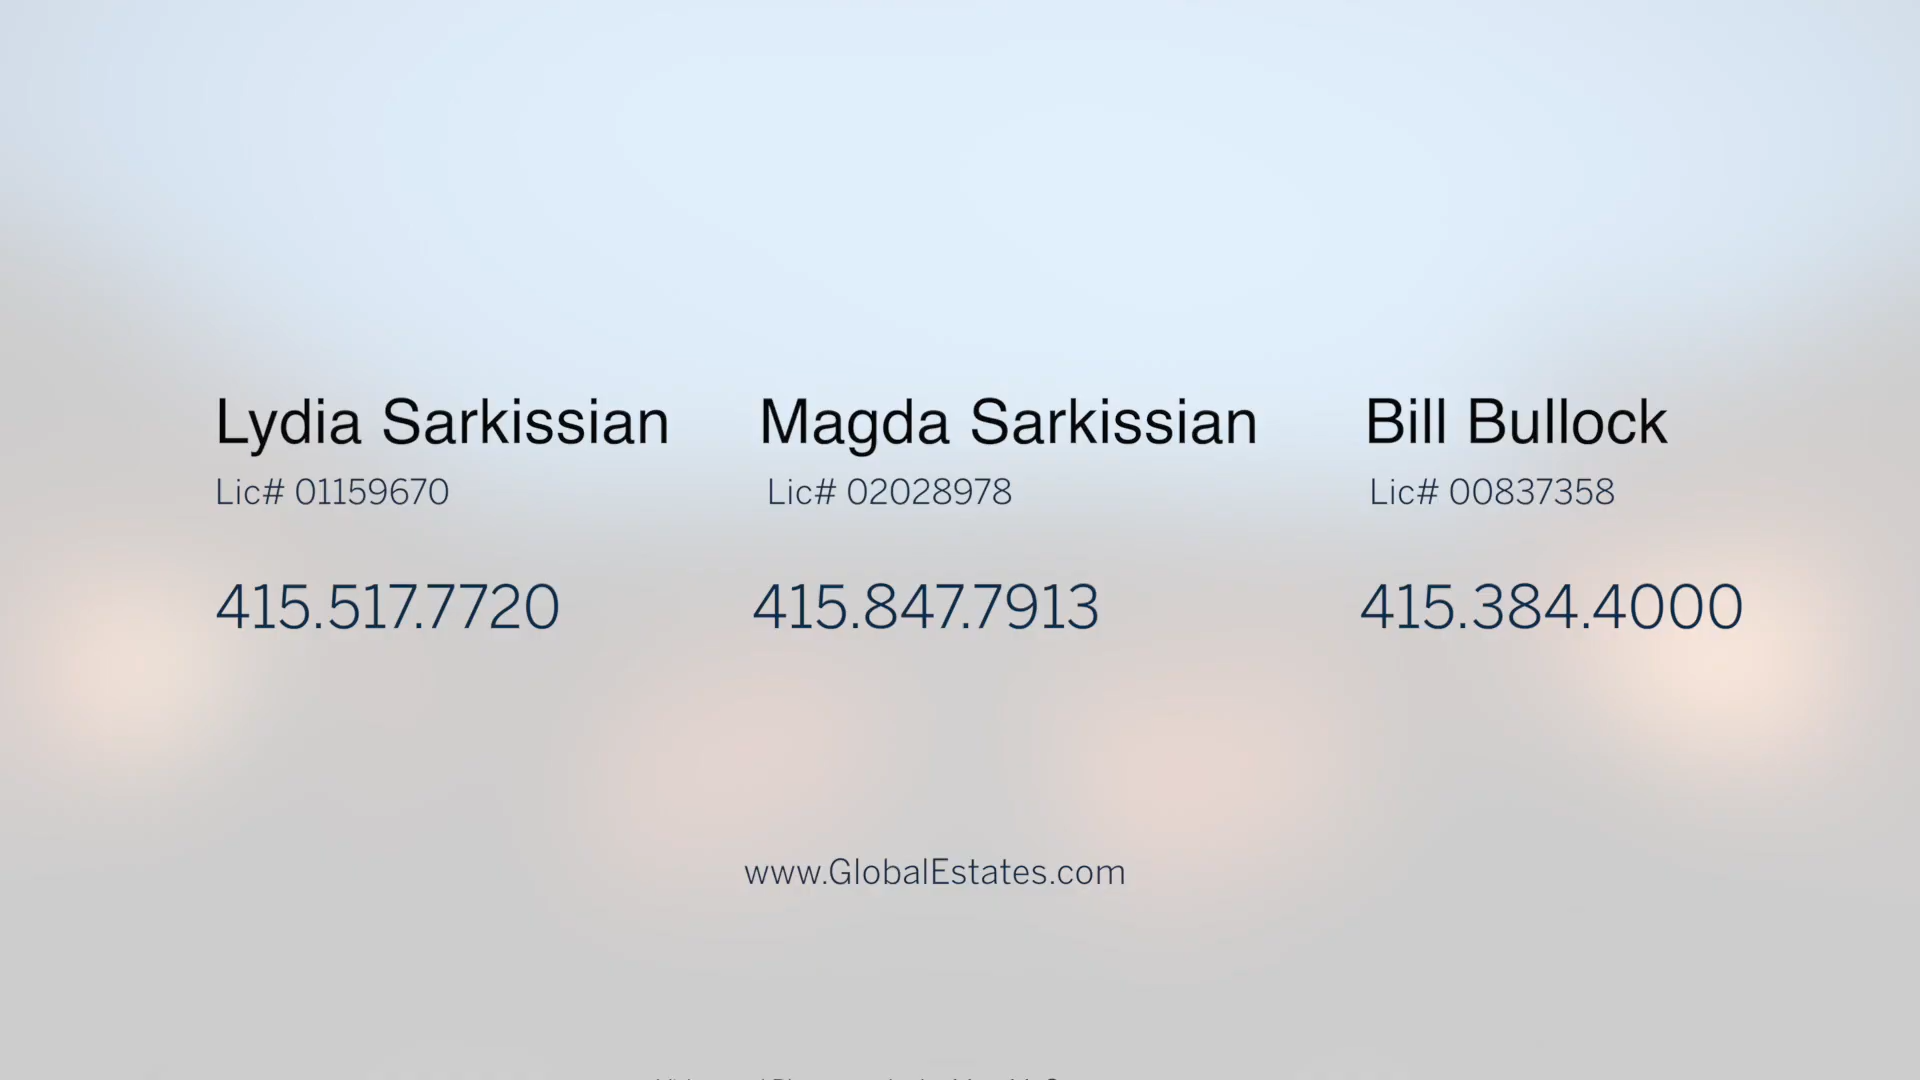 Lydia Sarkissian
Lic# 01159670
415.517.7720
Magda Sarkissian
Lic# 02028978
415.847.7913
Bill Bullock
Lic# 00837358
415.384.4000
www.GlobalEstates.com